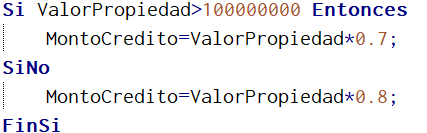 Si ValorPropiedad>100000000 Entonces
MontoCredito=ValorPropiedad*0.7;
SiNo
MontoCredito=ValorPropiedad*0.8;
FinSi